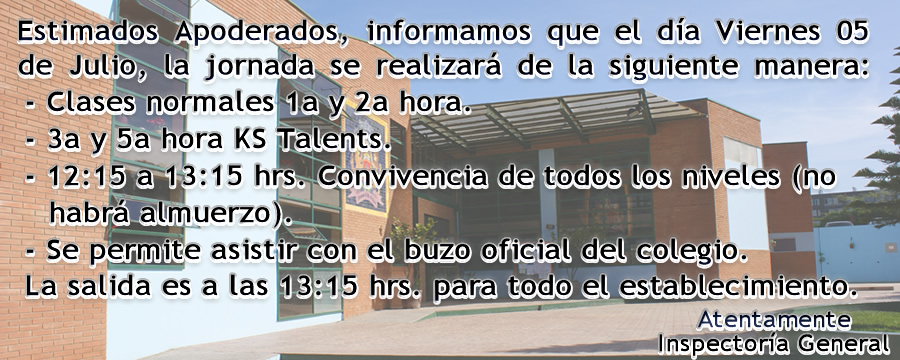 Estimados Apoderados, informamos que el día Viernes 05
de Julio, la jornada se realizará de la siguiente manera:
- Clases normales 1a y 2a hora.
- 3a y 5a hora KS Talents.
- 12:15 a 13:15 hrs. Convivencia de todos los niveles (no
habrá almuerzo).
- Se permite asistir con el buzo oficial del colegio.
La salida es a las 13:15 hrs. para todo el establecimiento.
Atentamente
Inspectoría General